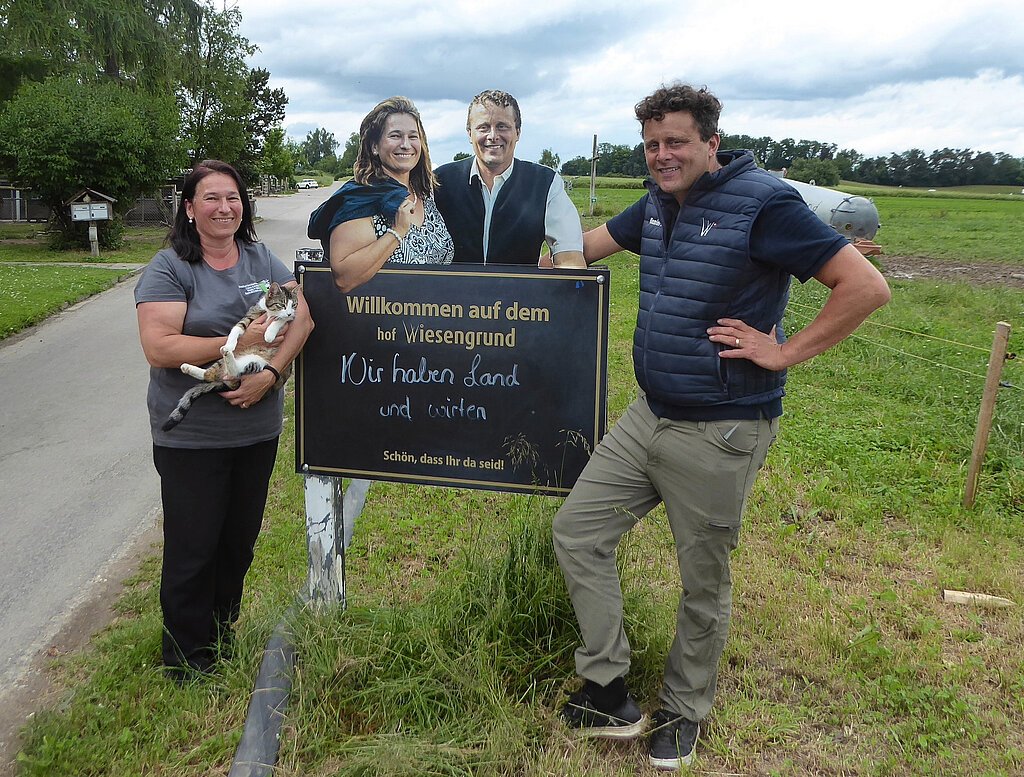 Willkommen auf dem
hof Wiesengrund
Wir haben Land
und wirten
Schön, dass Ihr da seid!